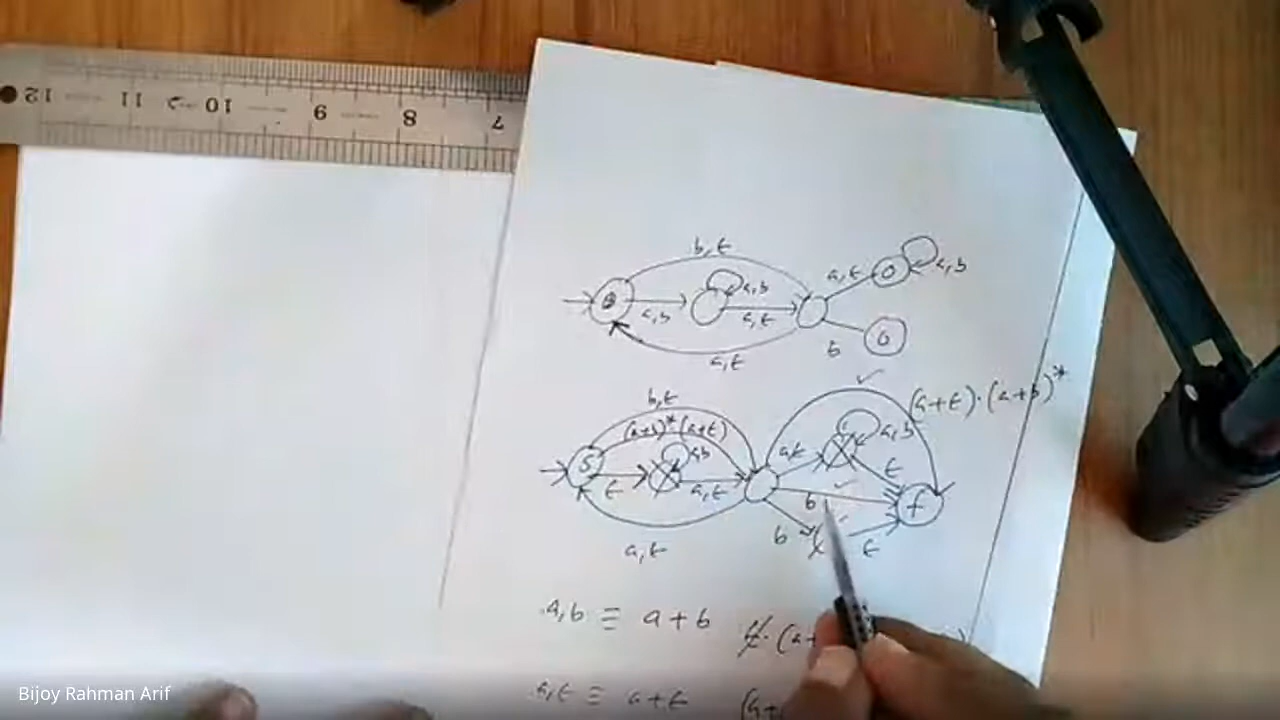 12 11 10 9 8 7
b,ε
a,b
a,b
a,ε
a,ε
a,b
b
a,ε
(a+ε)·(a+b)*
b,ε
(a+b)*·(a+ε)
S
ε
a,b
a,ε
a,ε
a,b
ε
b
f
b
ε
a,ε
a,b ≡ a+b
a,ε ≡ a+ε
Bijoy Rahman Arif